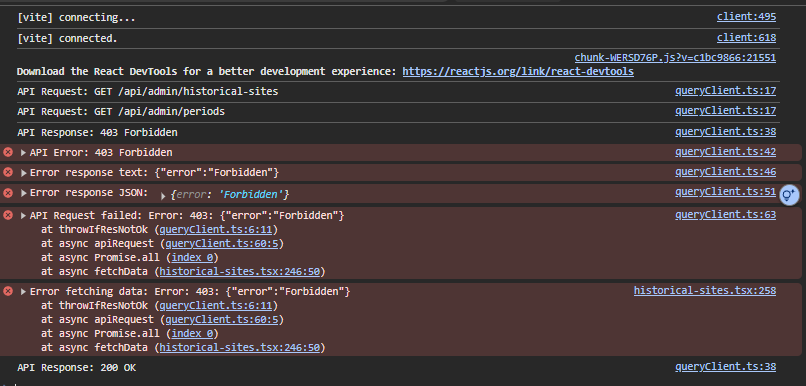 [vite] connecting... client:495
[vite] connected. client:618
chunk-WERSD76P.js?v=c1bc9866:21551
Download the React DevTools for a better development experience: https://reactjs.org/link/react-devtools
API Request: GET /api/admin/historical-sites queryClient.ts:17
API Request: GET /api/admin/periods queryClient.ts:17
API Response: 403 Forbidden queryClient.ts:38
API Error: 403 Forbidden queryClient.ts:42
Error response text: {"error":"Forbidden"} queryClient.ts:46
Error response JSON: {error: 'Forbidden'} queryClient.ts:51
API Request failed: Error: 403: {"error":"Forbidden"} queryClient.ts:63
at throwIfResNotOk (queryClient.ts:6:11)
at async apiRequest (queryClient.ts:60:5)
at async Promise.all (index 0)
at async fetchData (historical-sites.tsx:246:50)
Error fetching data: Error: 403: {"error":"Forbidden"} historical-sites.tsx:258
at throwIfResNotOk (queryClient.ts:6:11)
at async apiRequest (queryClient.ts:60:5)
at async Promise.all (index 0)
at async fetchData (historical-sites.tsx:246:50)
API Response: 200 OK queryClient.ts:38